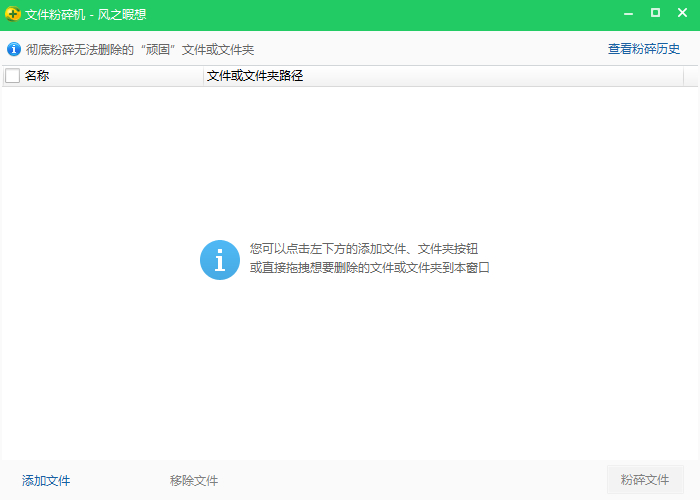 文件粉碎机 - 风之暇想
彻底粉碎无法删除的“顽固”文件或文件夹
查看粉碎历史
名称
文件或文件夹路径
您可以点击左下方的添加文件、文件夹按钮
或直接拖拽想要删除的文件或文件夹到本窗口
添加文件
移除文件
粉碎文件